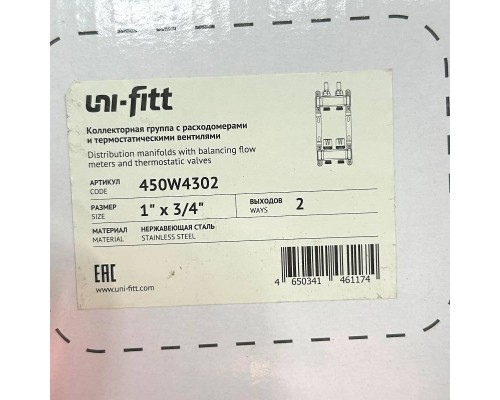 uni-fitt
Коллекторная группа с расходомерами
и термостатическими вентилями
Distribution manifolds with balancing flow
meters and thermostatic valves
АРТИКУЛ
CODE
450W4302
РАЗМЕР
SIZE
1" x 3/4"
ВЫХОДОВ
WAYS
2
МАТЕРИАЛ
MATERIAL
НЕРЖАВЕЮЩАЯ СТАЛЬ
STAINLESS STEEL
EAC
www.uni-fitt.com
4 650341 461174